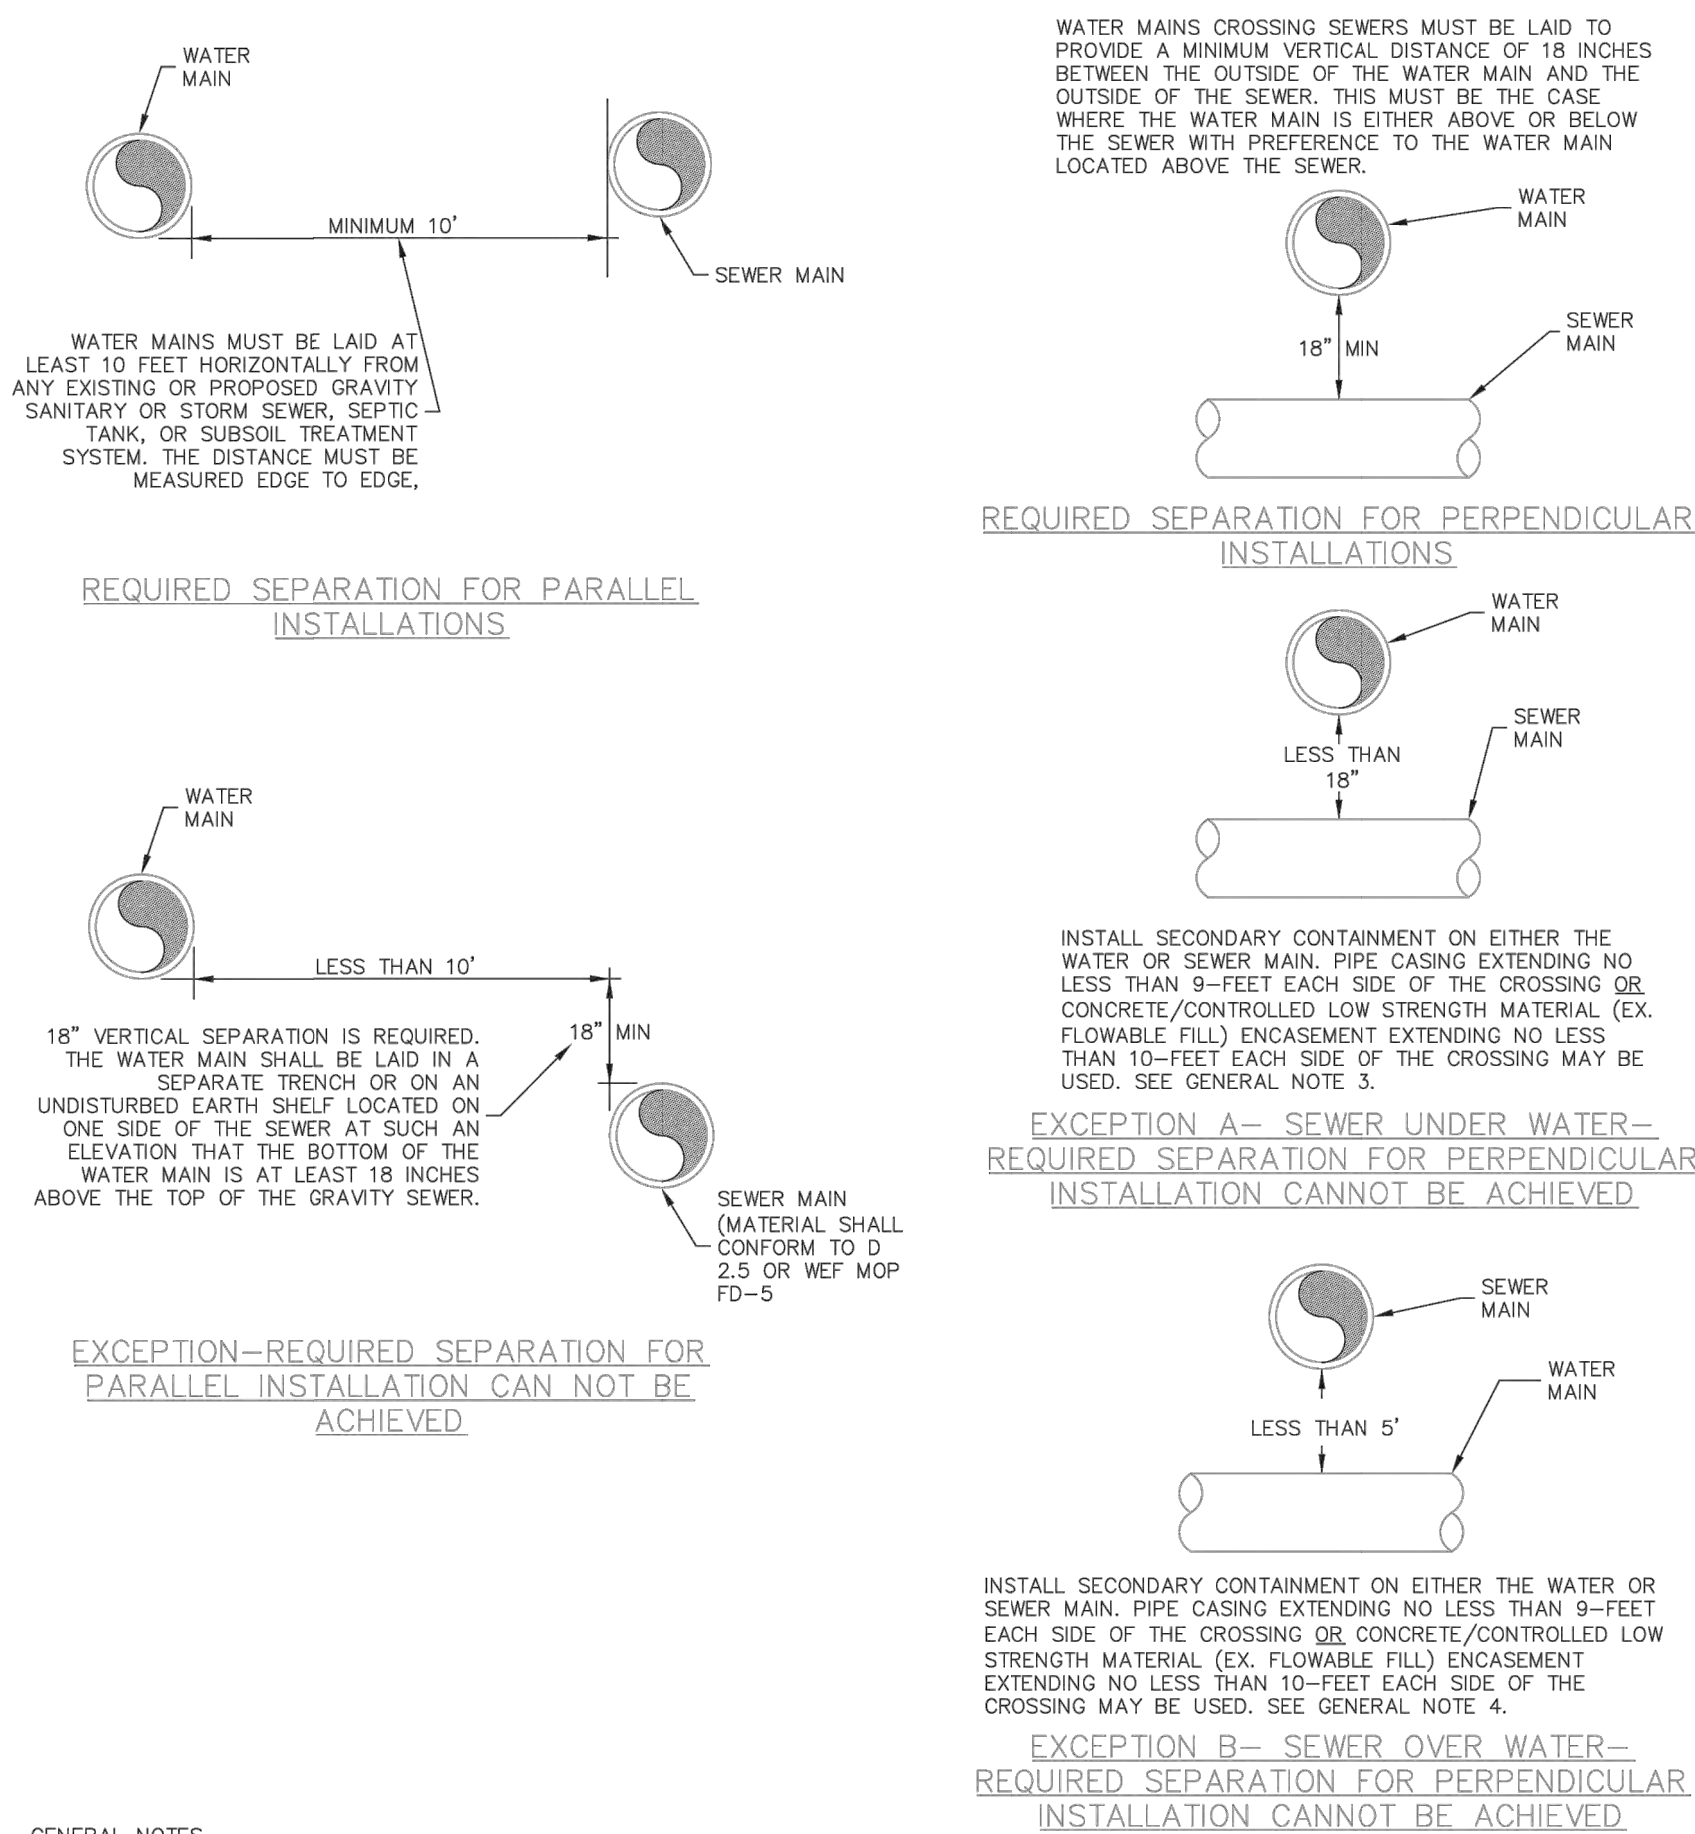 WATER
MAIN
MINIMUM 10'
SEWER MAIN
WATER MAINS MUST BE LAID AT
LEAST 10 FEET HORIZONTALLY FROM
ANY EXISTING OR PROPOSED GRAVITY
SANITARY OR STORM SEWER, SEPTIC
TANK, OR SUBSOIL TREATMENT
SYSTEM. THE DISTANCE MUST BE
MEASURED EDGE TO EDGE,
REQUIRED SEPARATION FOR PARALLEL
INSTALLATIONS
WATER
MAIN
LESS THAN 10'
18" MIN
18" VERTICAL SEPARATION IS REQUIRED.
THE WATER MAIN SHALL BE LAID IN A
SEPARATE TRENCH OR ON AN
UNDISTURBED EARTH SHELF LOCATED ON
ONE SIDE OF THE SEWER AT SUCH AN
ELEVATION THAT THE BOTTOM OF THE
WATER MAIN IS AT LEAST 18 INCHES
ABOVE THE TOP OF THE GRAVITY SEWER.
SEWER MAIN
(MATERIAL SHALL
CONFORM TO D
2.5 OR WEF MOP
FD-5
EXCEPTION-REQUIRED SEPARATION FOR
PARALLEL INSTALLATION CAN NOT BE
ACHIEVED
WATER MAINS CROSSING SEWERS MUST BE LAID TO
PROVIDE A MINIMUM VERTICAL DISTANCE OF 18 INCHES
BETWEEN THE OUTSIDE OF THE WATER MAIN AND THE
OUTSIDE OF THE SEWER. THIS MUST BE THE CASE
WHERE THE WATER MAIN IS EITHER ABOVE OR BELOW
THE SEWER WITH PREFERENCE TO THE WATER MAIN
LOCATED ABOVE THE SEWER.
WATER
MAIN
SEWER
MAIN
18" MIN
REQUIRED SEPARATION FOR PERPENDICULAR
INSTALLATIONS
WATER
MAIN
SEWER
MAIN
LESS THAN
18"
INSTALL SECONDARY CONTAINMENT ON EITHER THE
WATER OR SEWER MAIN. PIPE CASING EXTENDING NO
LESS THAN 9-FEET EACH SIDE OF THE CROSSING OR
CONCRETE/CONTROLLED LOW STRENGTH MATERIAL (EX.
FLOWABLE FILL) ENCASEMENT EXTENDING NO LESS
THAN 10-FEET EACH SIDE OF THE CROSSING MAY BE
USED. SEE GENERAL NOTE 3.
EXCEPTION A- SEWER UNDER WATER-
REQUIRED SEPARATION FOR PERPENDICULAR
INSTALLATION CANNOT BE ACHIEVED
SEWER
MAIN
WATER
MAIN
LESS THAN 5'
INSTALL SECONDARY CONTAINMENT ON EITHER THE WATER OR
SEWER MAIN. PIPE CASING EXTENDING NO LESS THAN 9-FEET
EACH SIDE OF THE CROSSING OR CONCRETE/CONTROLLED LOW
STRENGTH MATERIAL (EX. FLOWABLE FILL) ENCASEMENT
EXTENDING NO LESS THAN 10-FEET EACH SIDE OF THE
CROSSING MAY BE USED. SEE GENERAL NOTE 4.
EXCEPTION B- SEWER OVER WATER-
REQUIRED SEPARATION FOR PERPENDICULAR
INSTALLATION CANNOT BE ACHIEVED
GENERAL NOTES